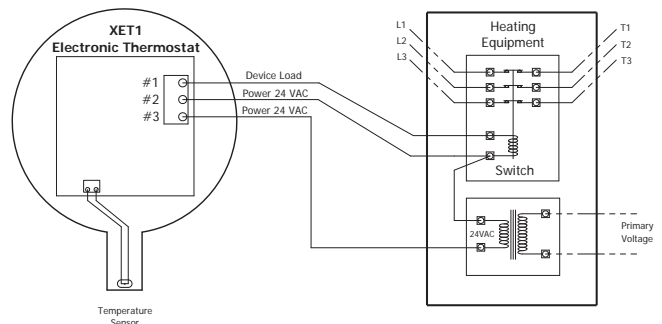 XET1
Electronic Thermostat
#1
#2
#3
Device Load
Power 24 VAC
Power 24 VAC
Temperature
Sensor
L1
L2
L3
Heating
Equipment
T1
T2
T3
Switch
24VAC
Primary
Voltage